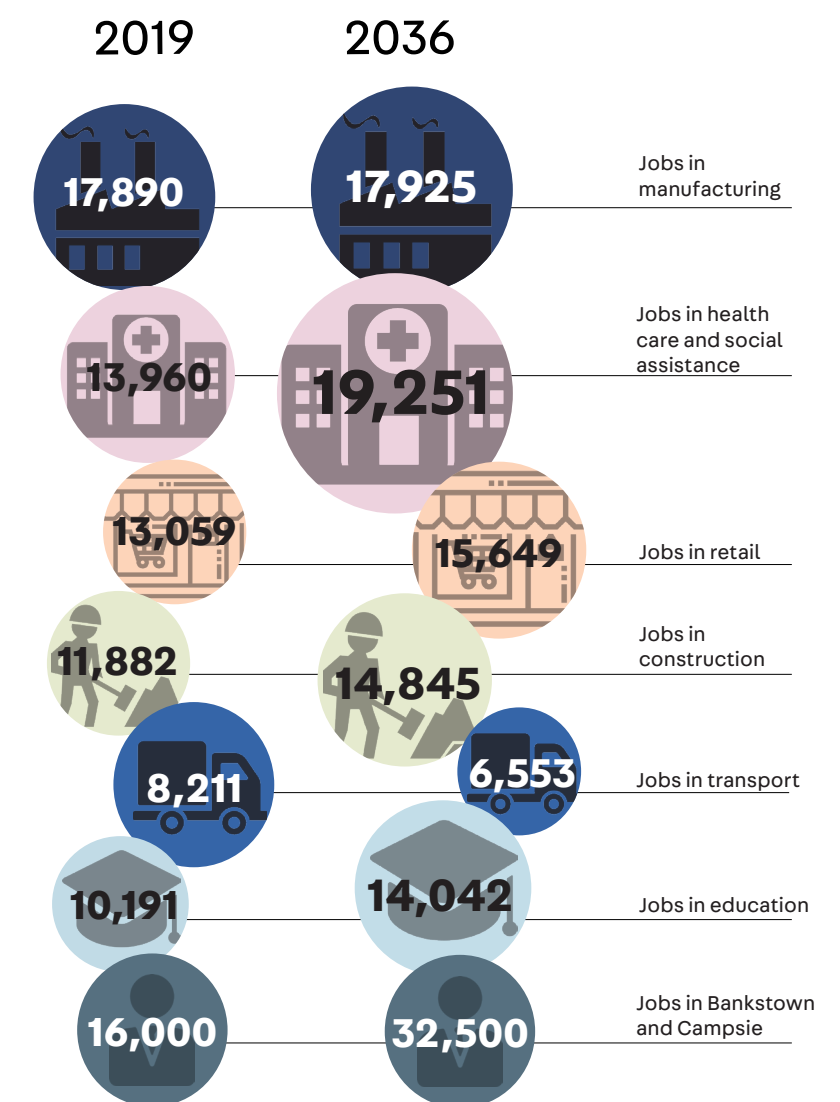 2019 2036
17,890 17,925 Jobs in
manufacturing
13,960 19,251 Jobs in health
care and social
assistance
13,059 15,649 Jobs in retail
11,882 14,845 Jobs in
construction
8,211 6,553 Jobs in transport
10,191 14,042 Jobs in education
16,000 32,500 Jobs in Bankstown
and Campsie